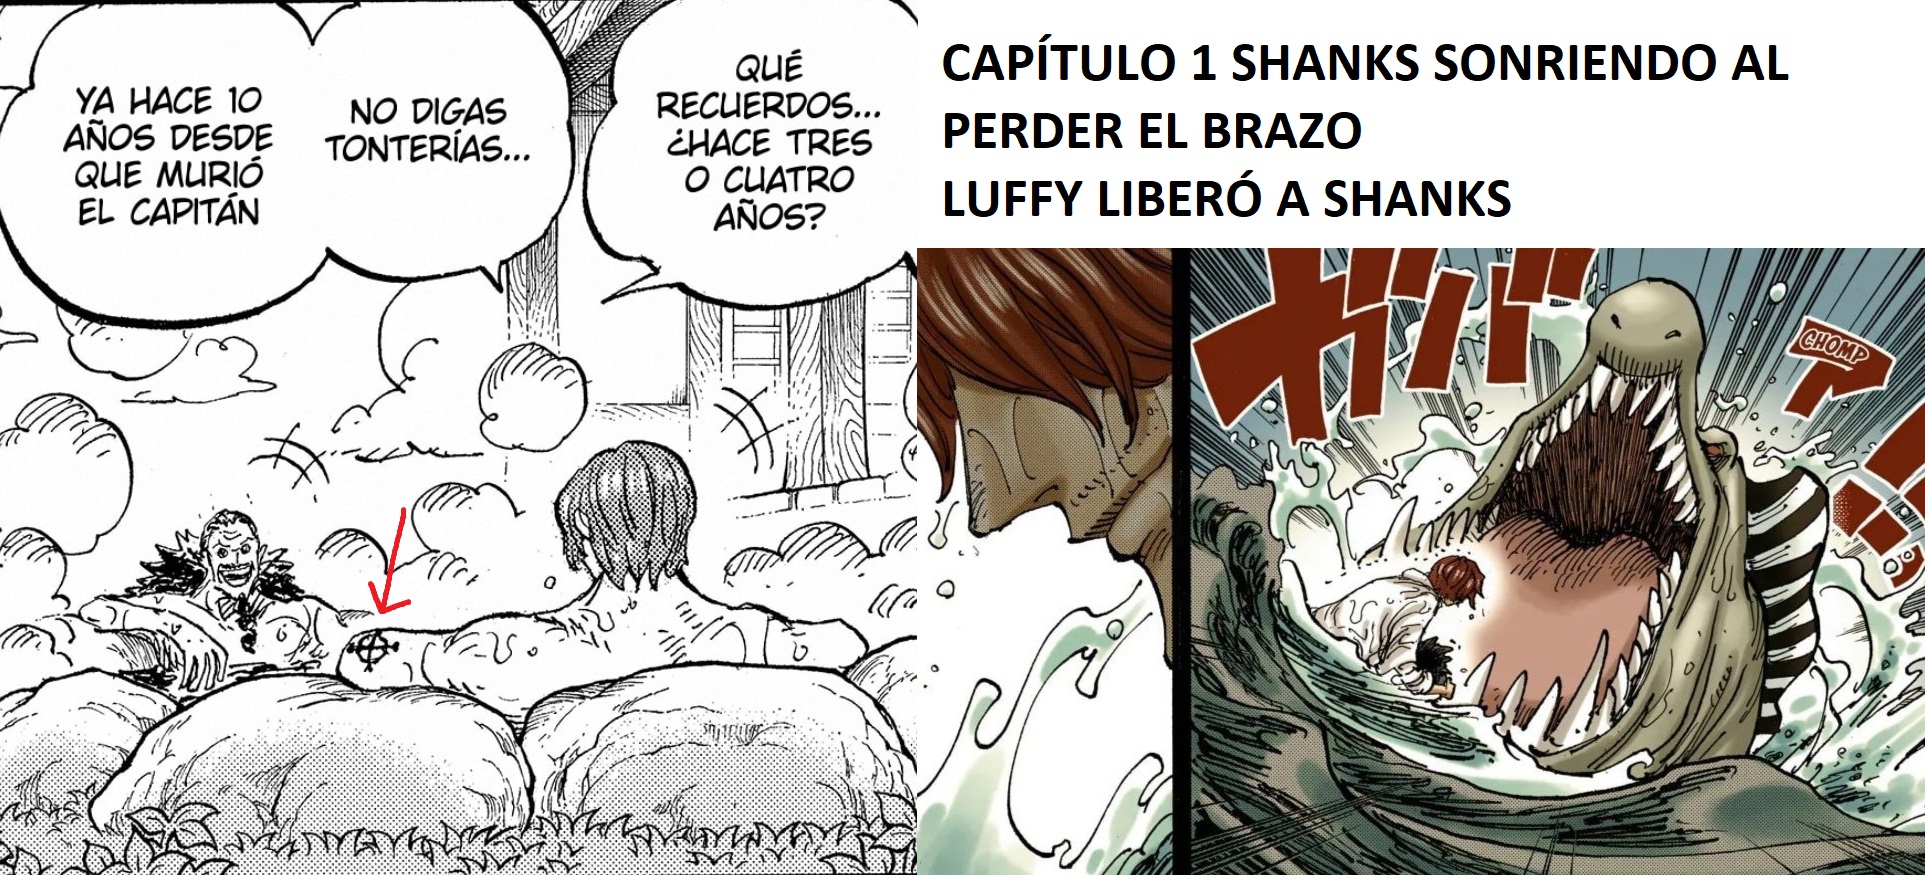 YA HACE 10
AÑOS DESDE
QUE MURIÓ
EL CAPITÁN
NO DIGAS
TONTERÍAS...
QUÉ
RECUERDOS...
¿HACE TRES
O CUATRO
AÑOS?
CAPÍTULO 1 SHANKS SONRIENDO AL
PERDER EL BRAZO
LUFFY LIBERÓ A SHANKS
CHOMP